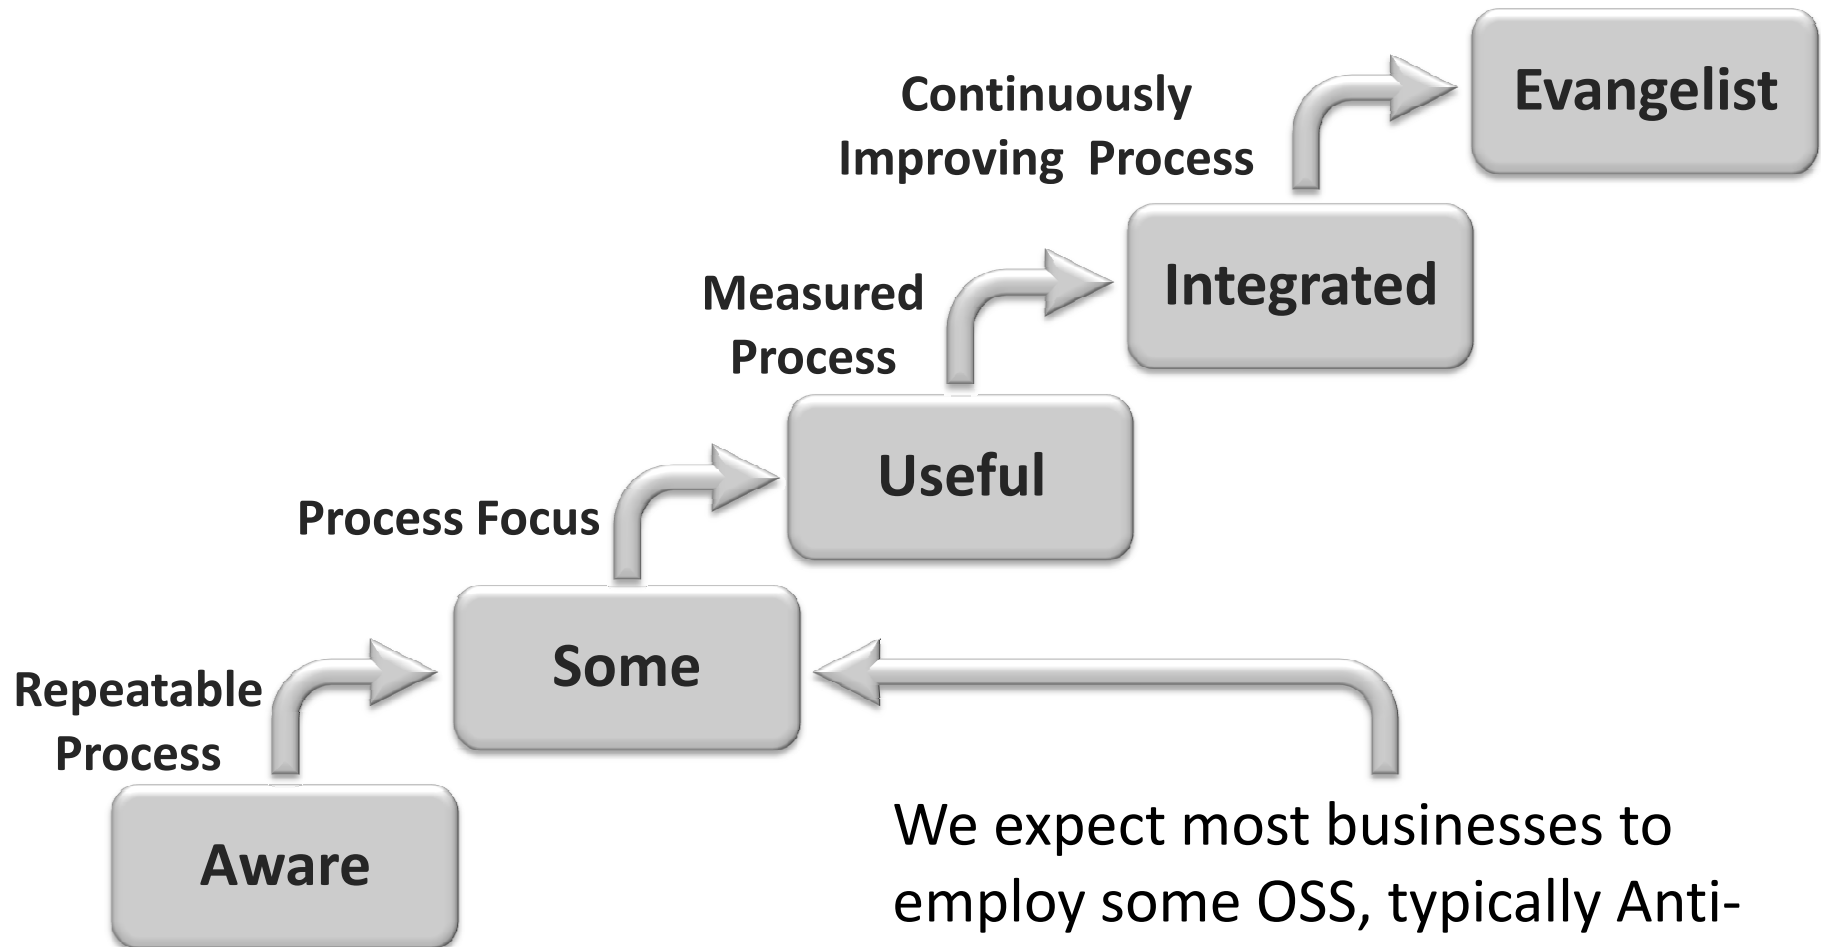 Evangelist
Continuously
Improving Process
Integrated
Measured
Process
Useful
Process Focus
Some
Repeatable
Process
Aware
We expect most businesses to
employ some OSS, typically Anti-